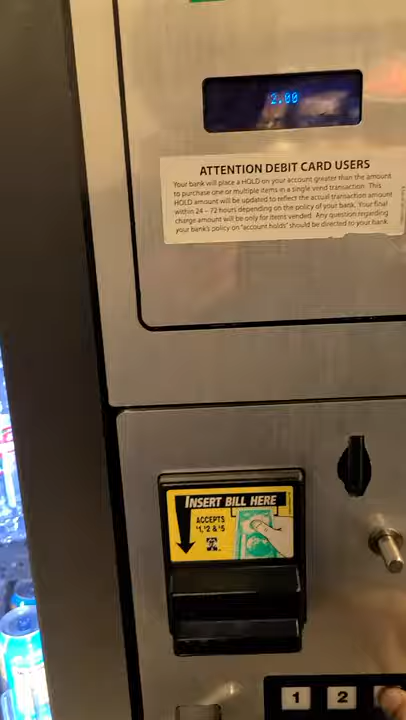 2.00
ATTENTION DEBIT CARD USERS
Your bank will place a HOLD on your account greater than the amount
to purchase one or multiple items in a single vend transaction. This
HOLD amount will be updated to reflect the actual transaction amount
within 24 – 72 hours depending on the policy of your bank. Your final
charge amount will be only for items vended. Any question regarding
your bank's policy on "account holds" should be directed to your bank.
INSERT BILL HERE
ACCEPTS
$1, $2 & $5
1 2